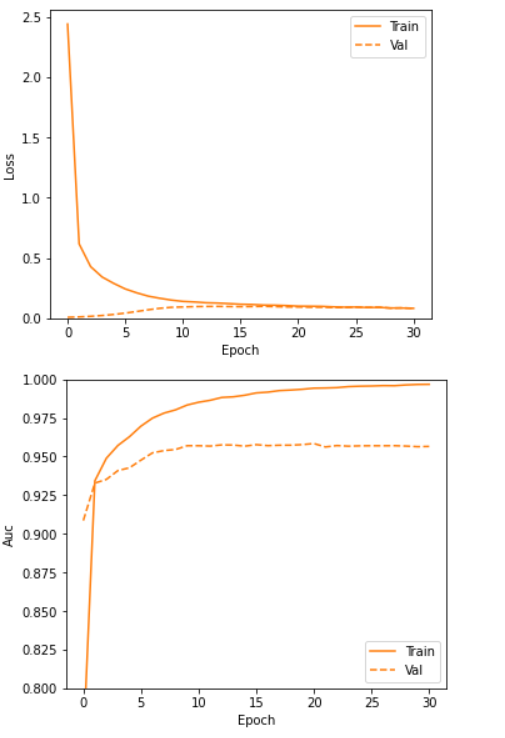 2.5
2.0
1.5
1.0
0.5
0.0
Loss
0 5 10 15 20 25 30
Epoch
Train
Val
1.000
0.975
0.950
0.925
0.900
0.875
0.850
0.825
0.800
Auc
0 5 10 15 20 25 30
Epoch
Train
Val